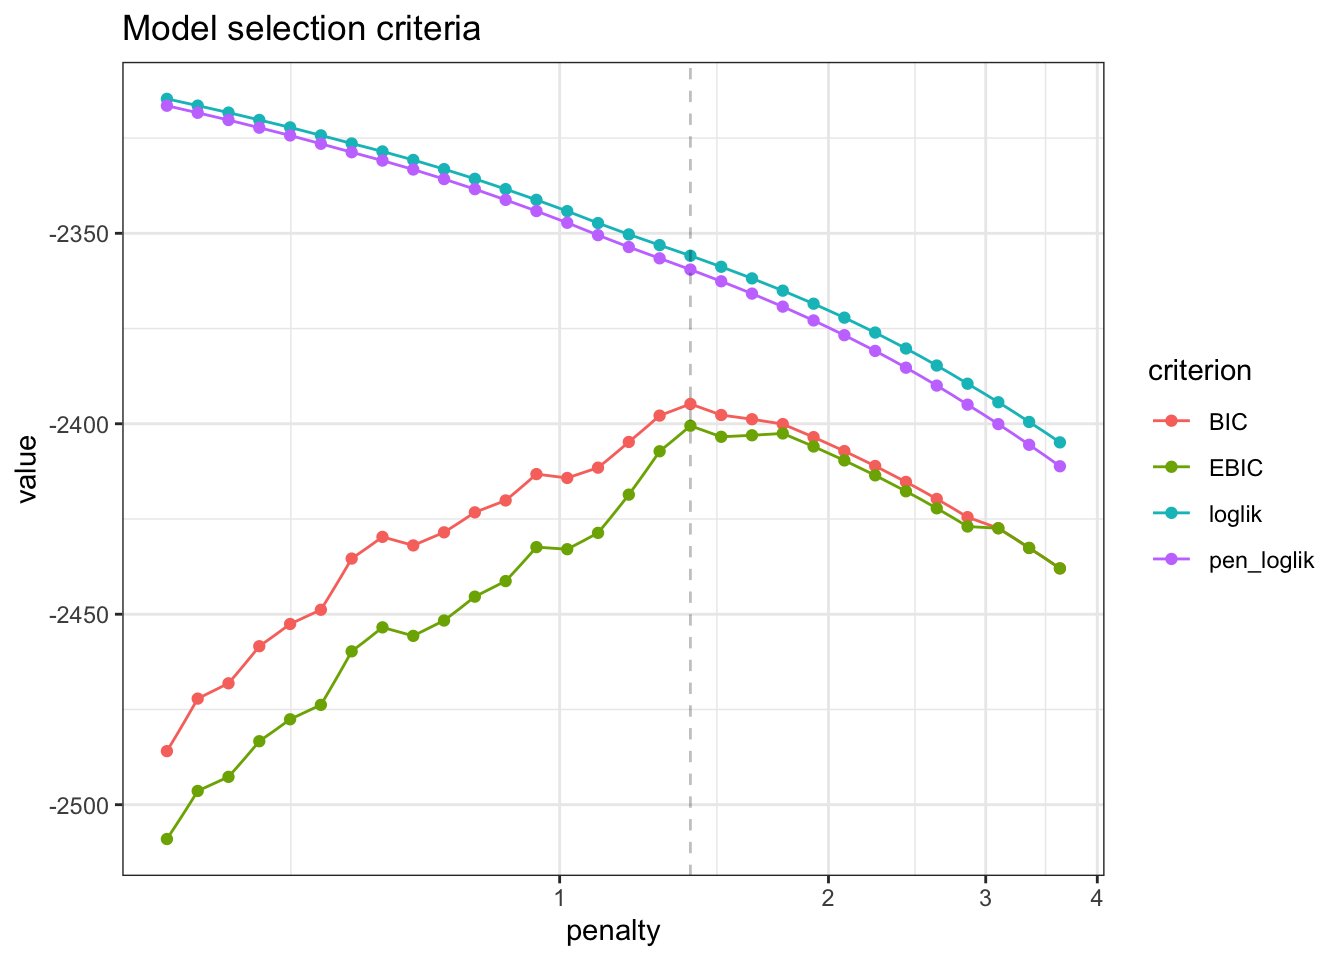 Model selection criteria
-2350
-2400
-2450
-2500
value
1
2
3
4
penalty
criterion
BIC
EBIC
loglik
pen_loglik